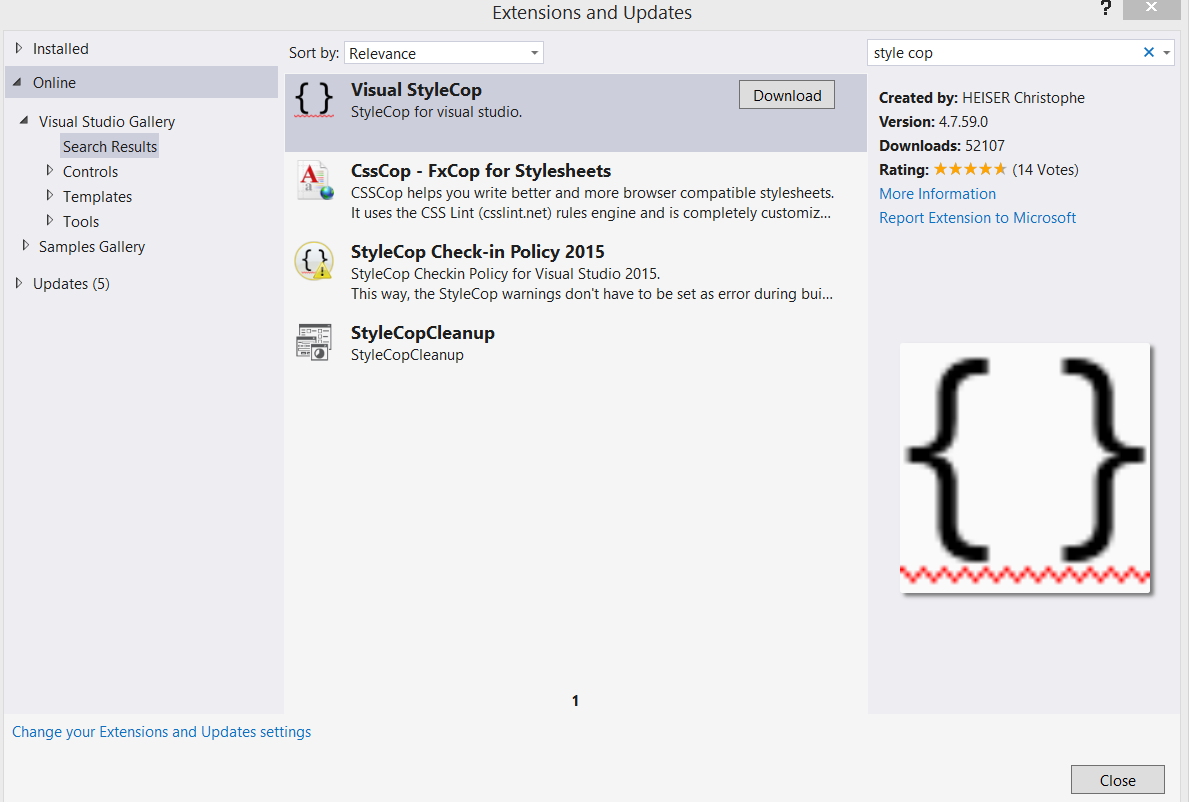 Extensions and Updates
?
Installed
Online
Visual Studio Gallery
Search Results
Controls
Templates
Tools
Samples Gallery
Updates (5)
Sort by: Relevance
Visual StyleCop
StyleCop for visual studio.
Download
CssCop - FxCop for Stylesheets
CSSCop helps you write better and more browser compatible stylesheets.
It uses the CSS Lint (csslint.net) rules engine and is completely customiz...
StyleCop Check-in Policy 2015
StyleCop Checkin Policy for Visual Studio 2015.
This way, the StyleCop warnings don't have to be set as error during bui...
StyleCopCleanup
StyleCopCleanup
1
style cop
Created by: HEISER Christophe
Version: 4.7.59.0
Downloads: 52107
Rating: (14 Votes)
More Information
Report Extension to Microsoft
{ }
Change your Extensions and Updates settings
Close